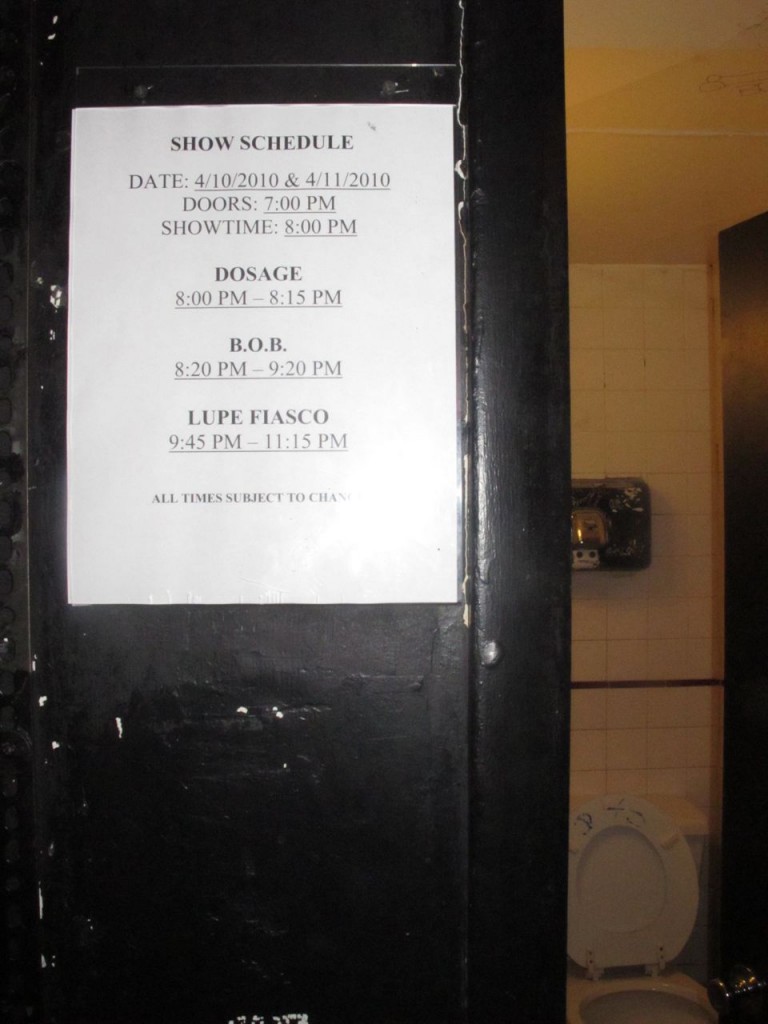 SHOW SCHEDULE
DATE: 4/10/2010 & 4/11/2010
DOORS: 7:00 PM
SHOWTIME: 8:00 PM
DOSAGE
8:00 PM – 8:15 PM
B.O.B.
8:20 PM – 9:20 PM
LUPE FIASCO
9:45 PM – 11:15 PM
ALL TIMES SUBJECT TO CHAN